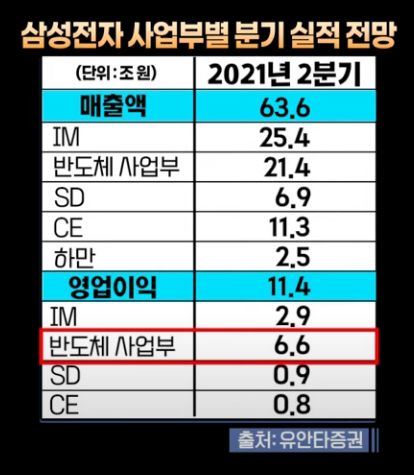 삼성전자 사업부별 분기 실적 전망
(단위:조 원) 2021년 2분기
매출액 63.6
IM 25.4
반도체 사업부 21.4
SD 6.9
CE 11.3
하만 2.5
영업이익 11.4
IM 2.9
반도체 사업부 6.6
SD 0.9
CE 0.8
출처: 유안타증권